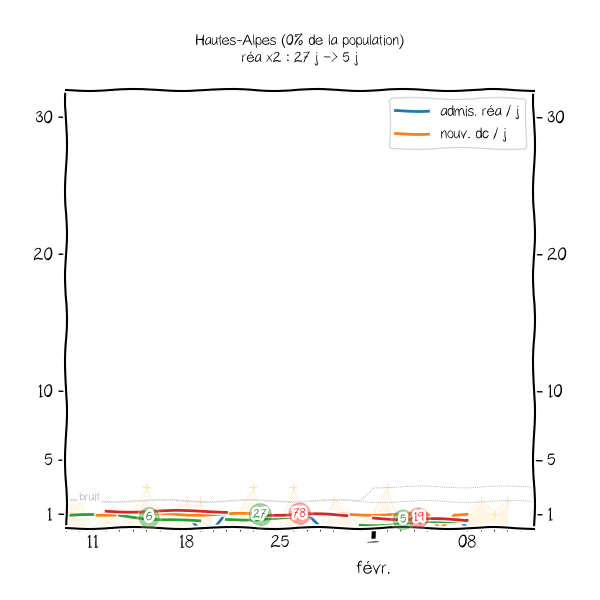 Hautes-Alpes (0% de la population)
réa x2 : 27 j -> 5 j
admis. réa / j
nouv. dc / j
30 30
20 20
10 10
5 5
bruit
1 1
6 27 78 5 19
11 18 25 1 08
févr.